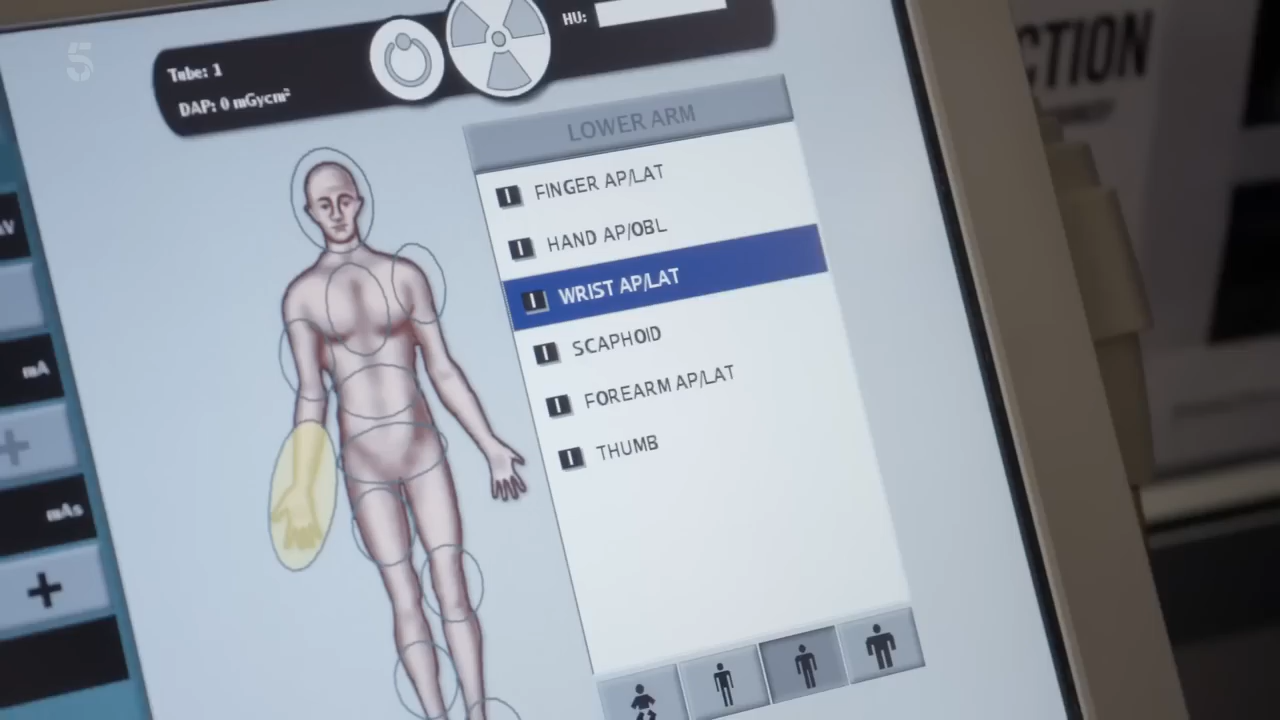 5
Tube: 1
DAP: 0 mGycm²
HU:
LOWER ARM
FINGER AP/LAT
HAND AP/OBL
WRIST AP/LAT
SCAPHOID
FOREARM AP/LAT
THUMB
mA
mAs
CTION